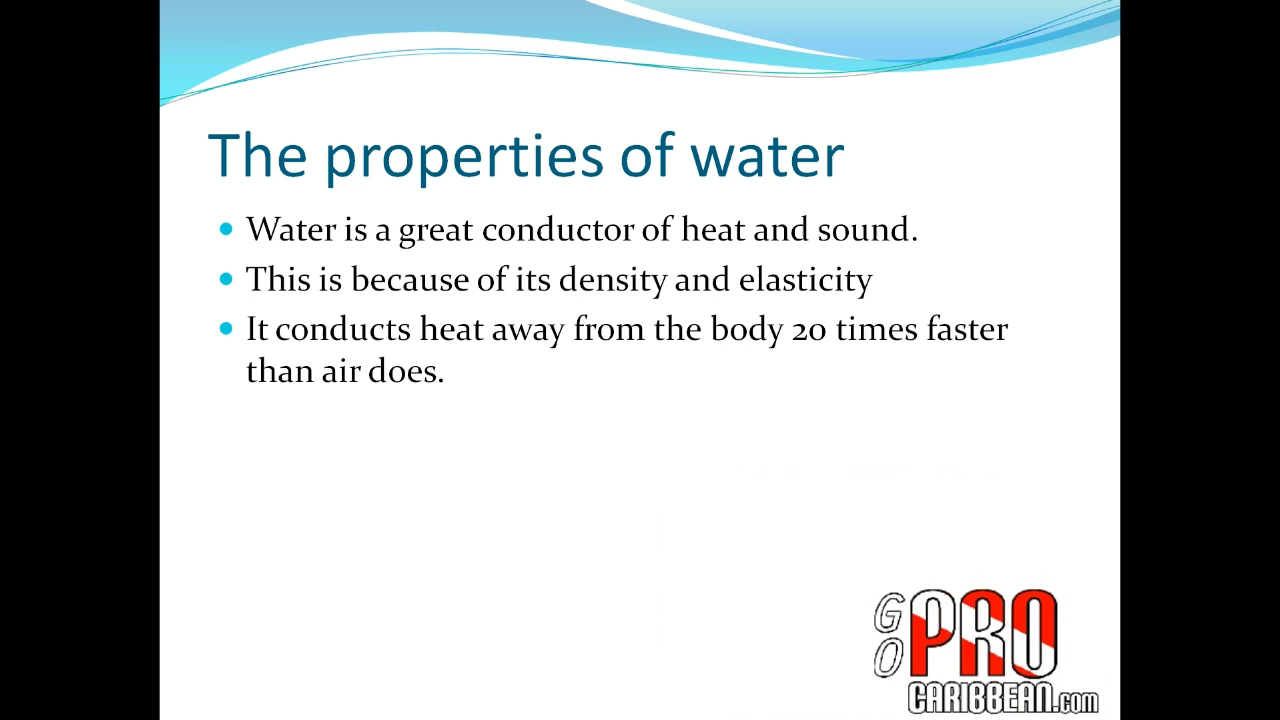 The properties of water
Water is a great conductor of heat and sound.
This is because of its density and elasticity
It conducts heat away from the body 20 times faster
than air does.
GO PRO
CARIBBEAN.com